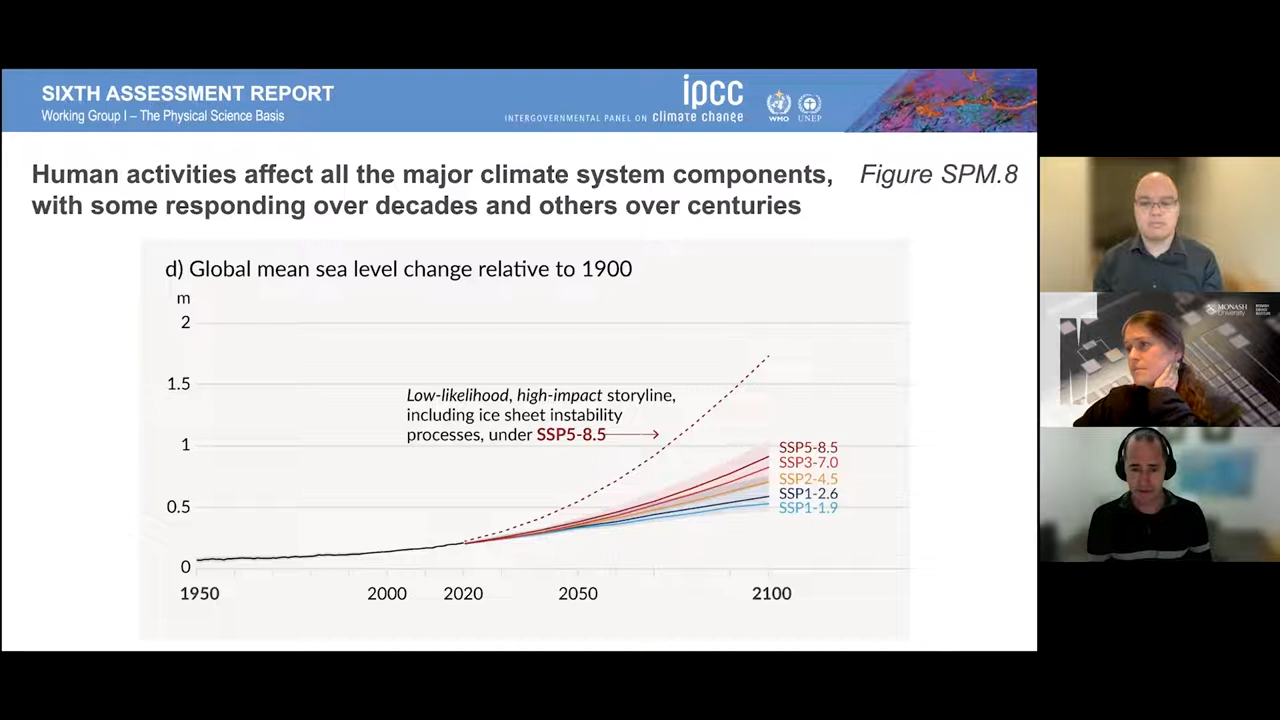 SIXTH ASSESSMENT REPORT
Working Group I – The Physical Science Basis
ipcc
INTERGOVERNMENTAL PANEL ON climate change
WMO
UNEP
Human activities affect all the major climate system components,
with some responding over decades and others over centuries
Figure SPM.8
d) Global mean sea level change relative to 1900
m
2
1.5
1
0.5
0
Low-likelihood, high-impact storyline,
including ice sheet instability
processes, under SSP5-8.5
SSP5-8.5
SSP3-7.0
SSP2-4.5
SSP1-2.6
SSP1-1.9
1950
2000
2020
2050
2100
MONASH
University